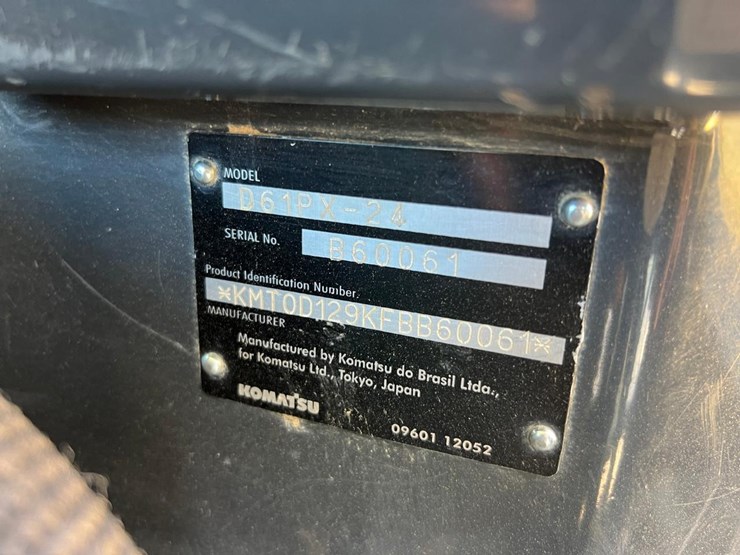 MODEL
D61PX-24
SERIAL No.
B60061
Product Identification Number.
*KMT0D129KFBB60061*
MANUFACTURER
Manufactured by Komatsu do Brasil Ltda.,
for Komatsu Ltd., Tokyo, Japan
KOMATSU
09601 12052